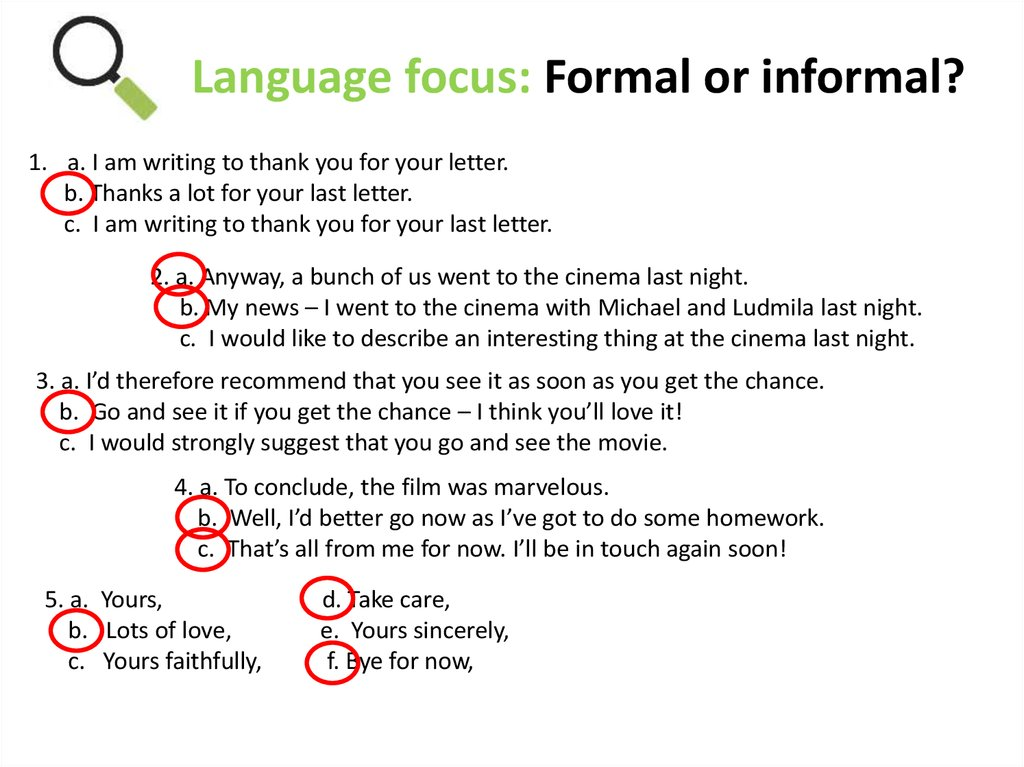 Language focus: Formal or informal?
1. a. I am writing to thank you for your letter.
b. Thanks a lot for your last letter.
c. I am writing to thank you for your last letter.
2. a. Anyway, a bunch of us went to the cinema last night.
b. My news – I went to the cinema with Michael and Ludmila last night.
c. I would like to describe an interesting thing at the cinema last night.
3. a. I’d therefore recommend that you see it as soon as you get the chance.
b. Go and see it if you get the chance – I think you’ll love it!
c. I would strongly suggest that you go and see the movie.
4. a. To conclude, the film was marvelous.
b. Well, I’d better go now as I’ve got to do some homework.
c. That’s all from me for now. I’ll be in touch again soon!
5. a. Yours,
b. Lots of love,
c. Yours faithfully,
d. Take care,
e. Yours sincerely,
f. Bye for now,